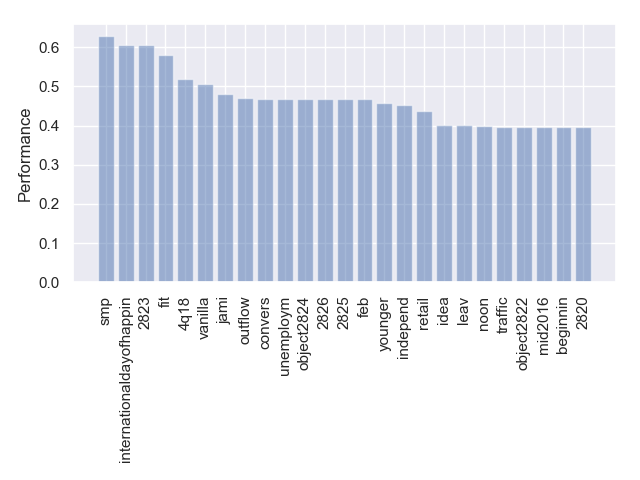 0.6
0.5
0.4
0.3
0.2
0.1
0.0
Performance
smp
internationaldayofhappin
2823
fit
4q18
vanilla
jami
outflow
convers
unemploym
object2824
2826
2825
feb
younger
independ
retail
idea
leav
noon
traffic
object2822
mid2016
beginnin
2820